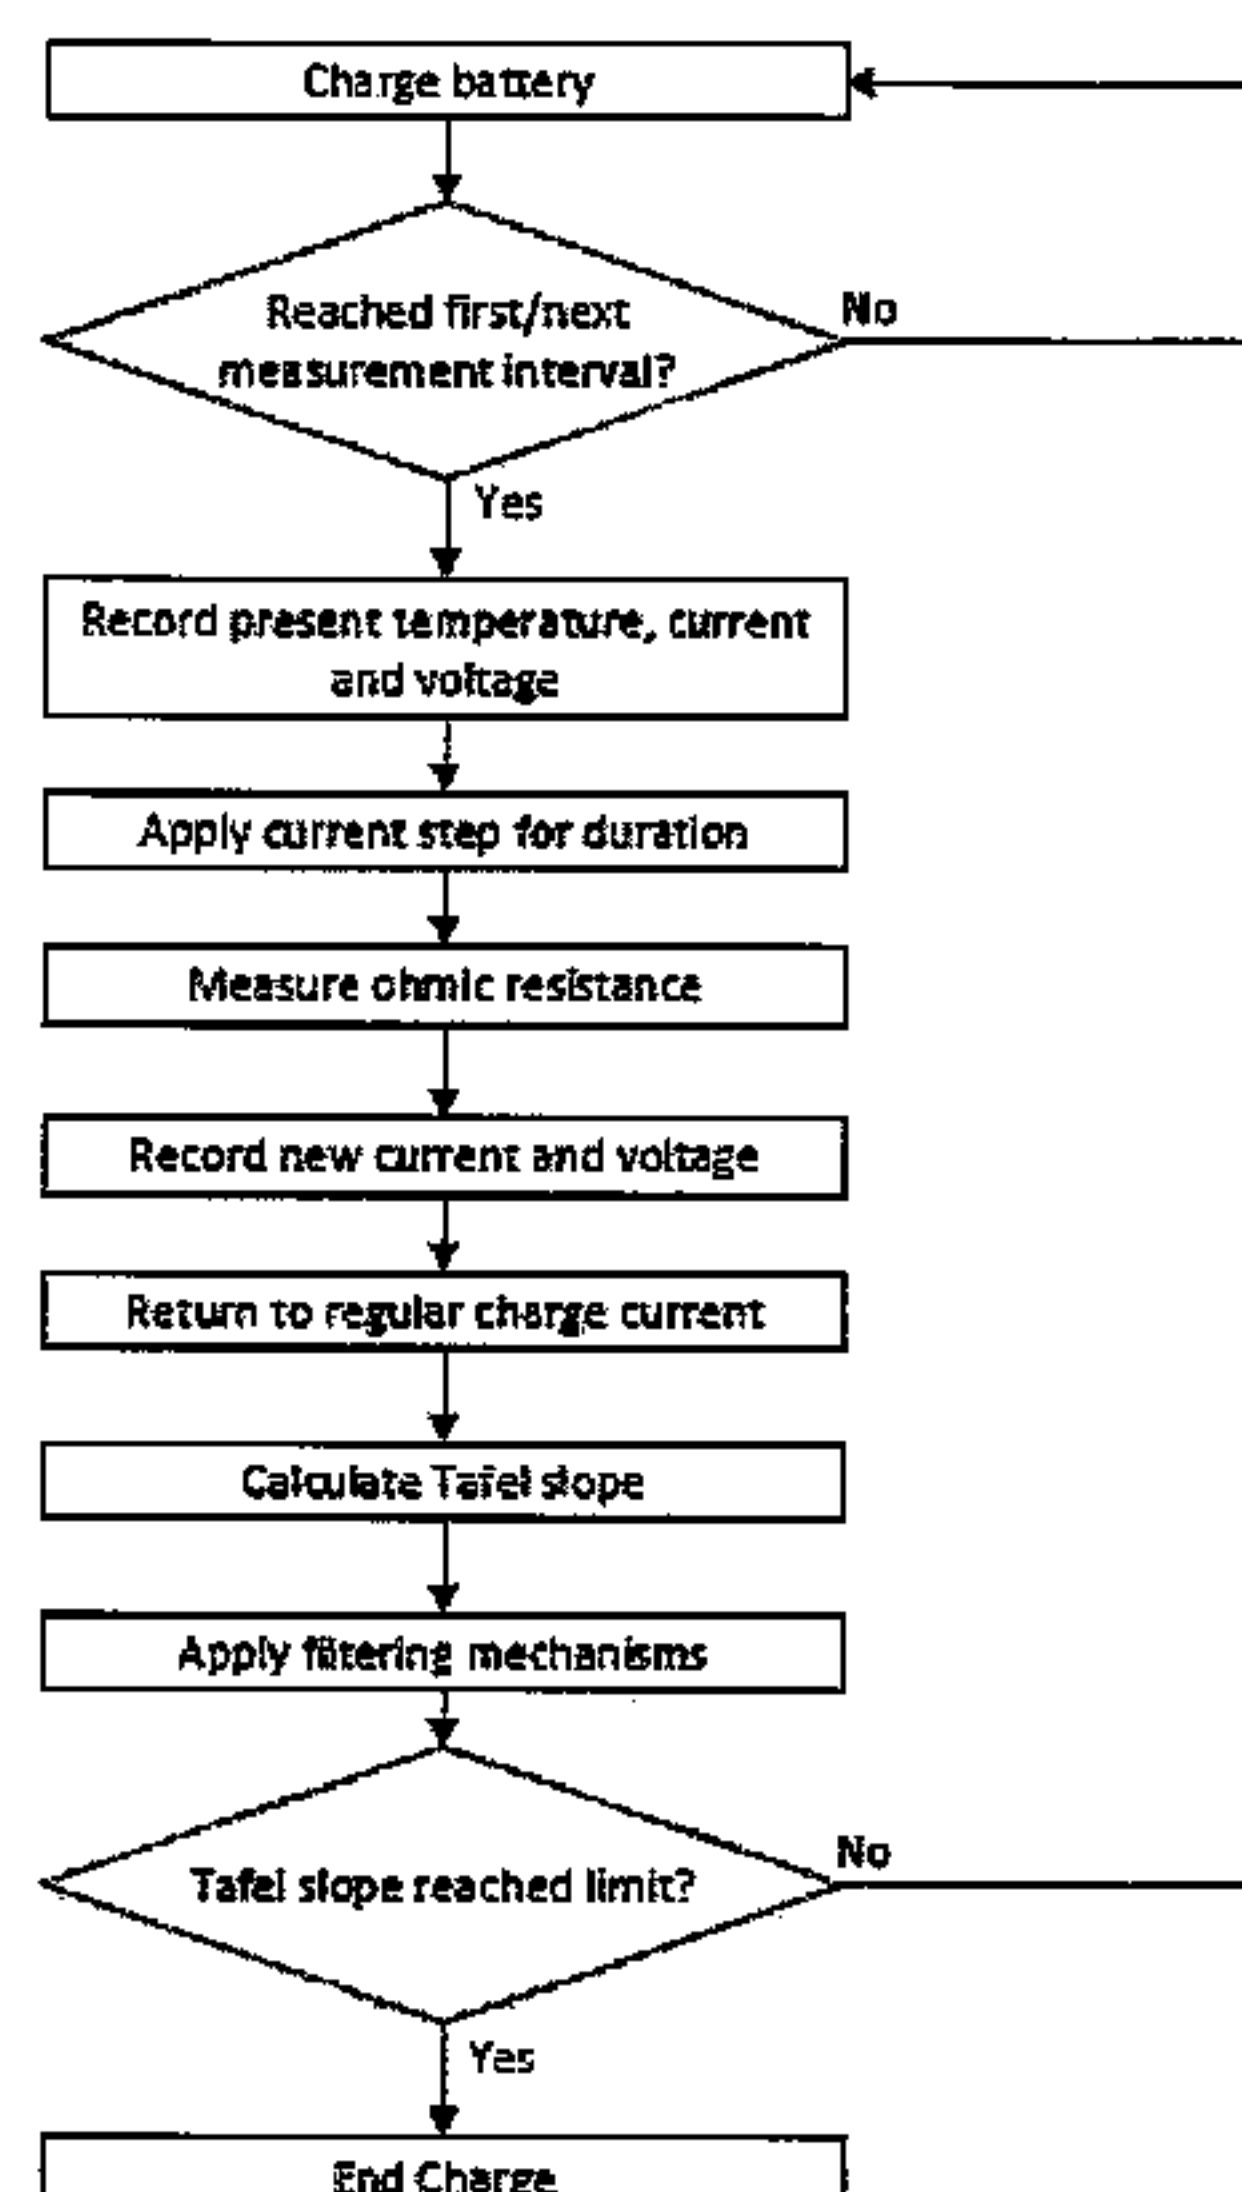 Charge battery
Reached first/next
measurement interval?
No
Yes
Record present temperature, current
and voltage
Apply current step for duration
Measure ohmic resistance
Record new current and voltage
Return to regular charge current
Calculate Tafel slope
Apply filtering mechanisms
Tafel slope reached limit?
No
Yes
End Charge